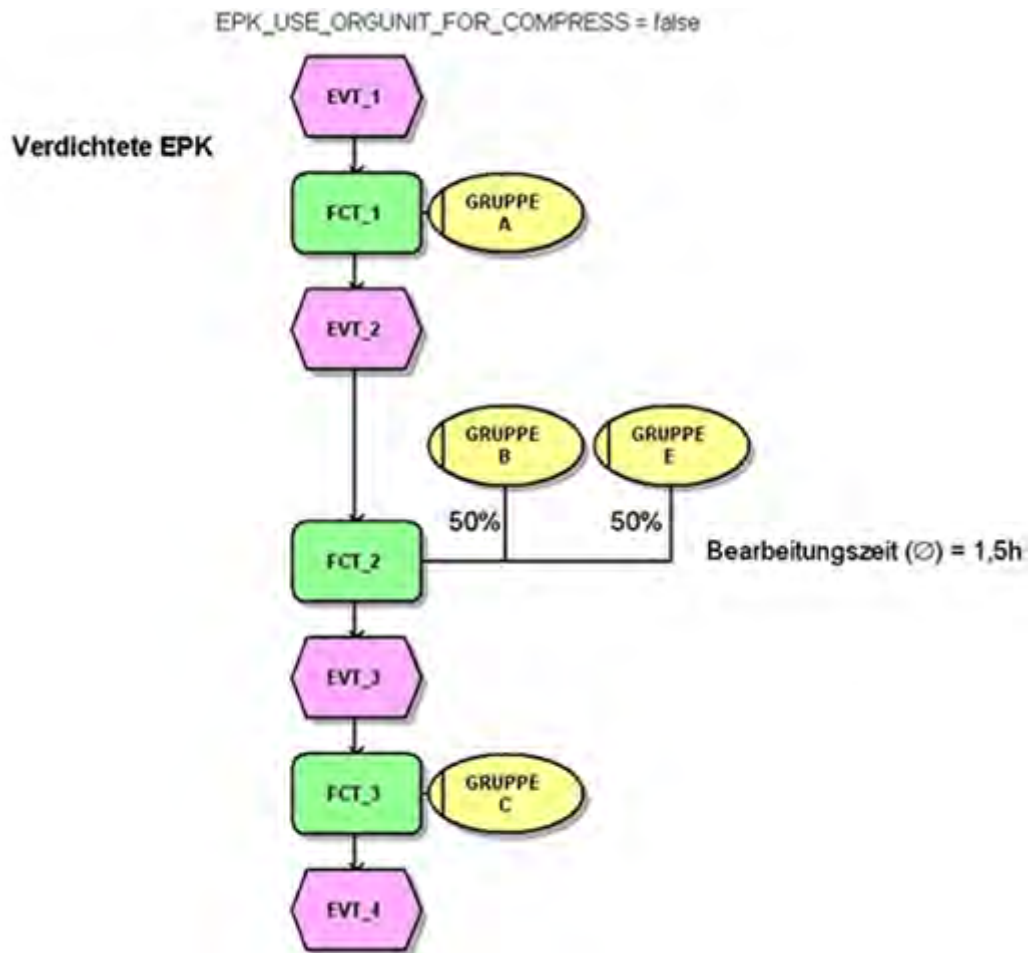 EPK_USE_ORGUNIT_FOR_COMPRESS = false
EVT_1
Verdichtete EPK
FCT_1
GRUPPE
A
EVT_2
GRUPPE
B
GRUPPE
E
50%
50%
FCT_2
Bearbeitungszeit (∅) = 1,5h
EVT_3
FCT_3
GRUPPE
C
EVT_4